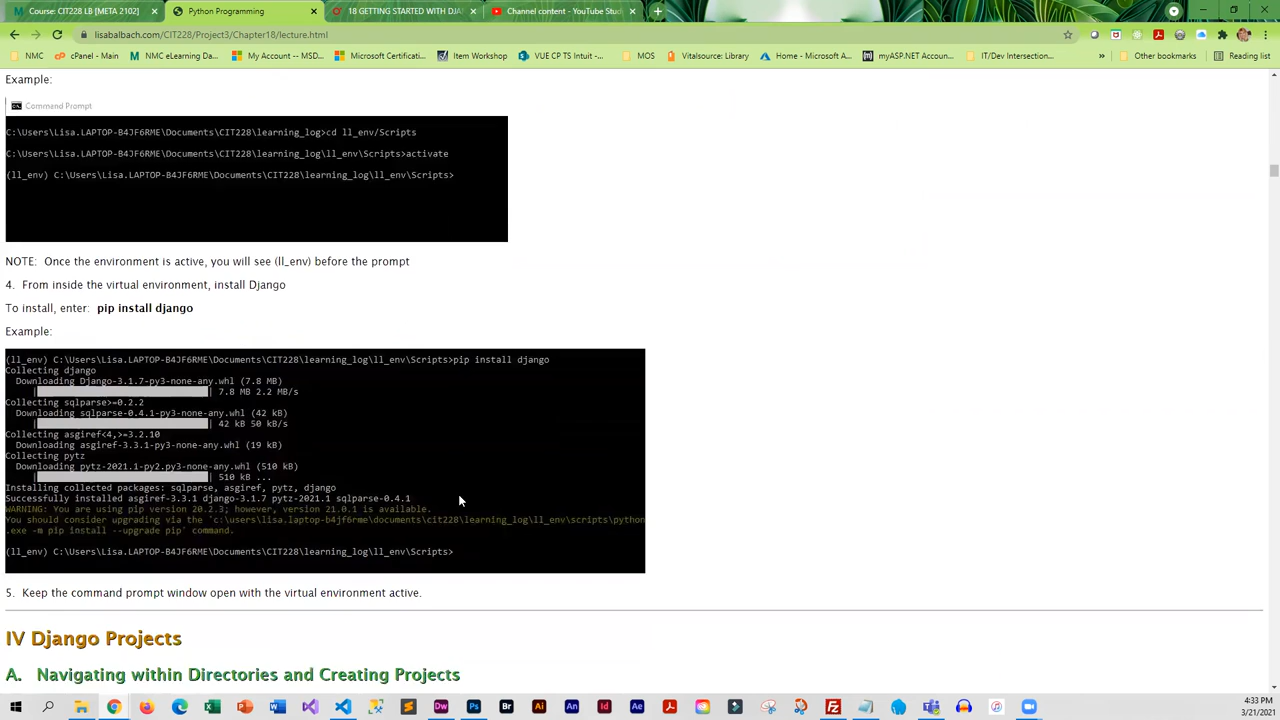 Course: CIT228 LB [META 2102]
Python Programming
18 GETTING STARTED WITH DJA
Channel content - YouTube Stud
lisabalbach.com/CIT228/Project3/Chapter18/lecture.html
NMC
cPanel - Main
NMC eLearning Da...
My Account -- MSD...
Microsoft Certificati...
Item Workshop
VUE CP TS Intuit -...
MOS
Vitalsource: Library
Home - Microsoft A...
myASP.NET Accoun...
IT/Dev Intersection...
»
Other bookmarks
Reading list
Example:
Command Prompt
C:\Users\Lisa.LAPTOP-B4JF6RME\Documents\CIT228\learning_log>cd ll_env/Scripts
C:\Users\Lisa.LAPTOP-B4JF6RME\Documents\CIT228\learning_log\ll_env\Scripts>activate
(ll_env) C:\Users\Lisa.LAPTOP-B4JF6RME\Documents\CIT228\learning_log\ll_env\Scripts>
NOTE: Once the environment is active, you will see (ll_env) before the prompt
4. From inside the virtual environment, install Django
To install, enter: pip install django
Example:
(ll_env) C:\Users\Lisa.LAPTOP-B4JF6RME\Documents\CIT228\learning_log\ll_env\Scripts>pip install django
Collecting django
Downloading Django-3.1.7-py3-none-any.whl (7.8 MB)
| | 7.8 MB 2.2 MB/s
Collecting sqlparse>=0.2.2
Downloading sqlparse-0.4.1-py3-none-any.whl (42 kB)
| | 42 kB 50 kB/s
Collecting asgiref<4,>=3.2.10
Downloading asgiref-3.3.1-py3-none-any.whl (19 kB)
Collecting pytz
Downloading pytz-2021.1-py2.py3-none-any.whl (510 kB)
| | 510 kB ...
Installing collected packages: sqlparse, asgiref, pytz, django
Successfully installed asgiref-3.3.1 django-3.1.7 pytz-2021.1 sqlparse-0.4.1
WARNING: You are using pip version 20.2.3; however, version 21.0.1 is available.
You should consider upgrading via the 'c:\users\lisa.laptop-b4jf6rme\documents\cit228\learning_log\ll_env\scripts\python
.exe -m pip install --upgrade pip' command.
(ll_env) C:\Users\Lisa.LAPTOP-B4JF6RME\Documents\CIT228\learning_log\ll_env\Scripts>
5. Keep the command prompt window open with the virtual environment active.
IV Django Projects
A. Navigating within Directories and Creating Projects
4:33 PM
3/21/2021